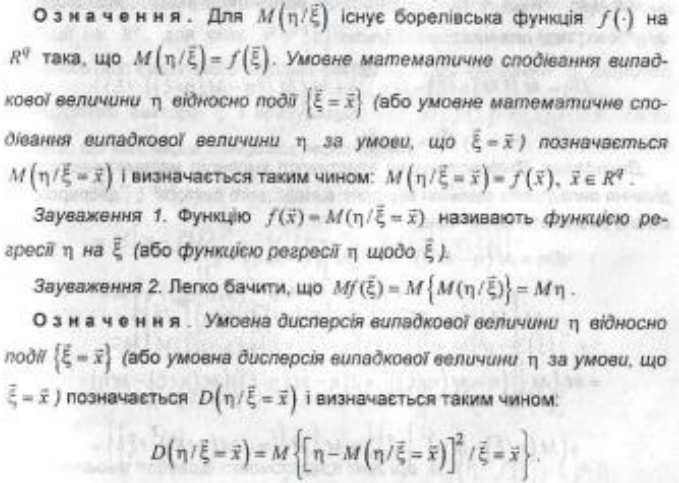 Означення. Для M(η/ξ⃗) існує борелівська функція f(·) на
R^q така, що M(η/ξ⃗) = f(ξ⃗). Умовне математичне сподівання випад-
кової величини η відносно події {ξ⃗ = x⃗} (або умовне математичне спо-
дівання випадкової величини η за умови, що ξ⃗ = x⃗) позначається
M(η/ξ⃗ = x⃗) і визначається таким чином: M(η/ξ⃗ = x⃗) = f(x⃗), x⃗ ∈ R^q.
Зауваження 1. Функцію f(x⃗) = M(η/ξ⃗ = x⃗) називають функцією ре-
гресії η на ξ⃗ (або функцією регресії η щодо ξ⃗).
Зауваження 2. Легко бачити, що Mf(ξ⃗) = M{M(η/ξ⃗)} = Mη.
Означення. Умовна дисперсія випадкової величини η відносно
події {ξ⃗ = x⃗} (або умовна дисперсія випадкової величини η за умови, що
ξ⃗ = x⃗) позначається D(η/ξ⃗ = x⃗) і визначається таким чином:
D(η/ξ⃗ = x⃗) = M{[η − M(η/ξ⃗ = x⃗)]²/ξ⃗ = x⃗}.